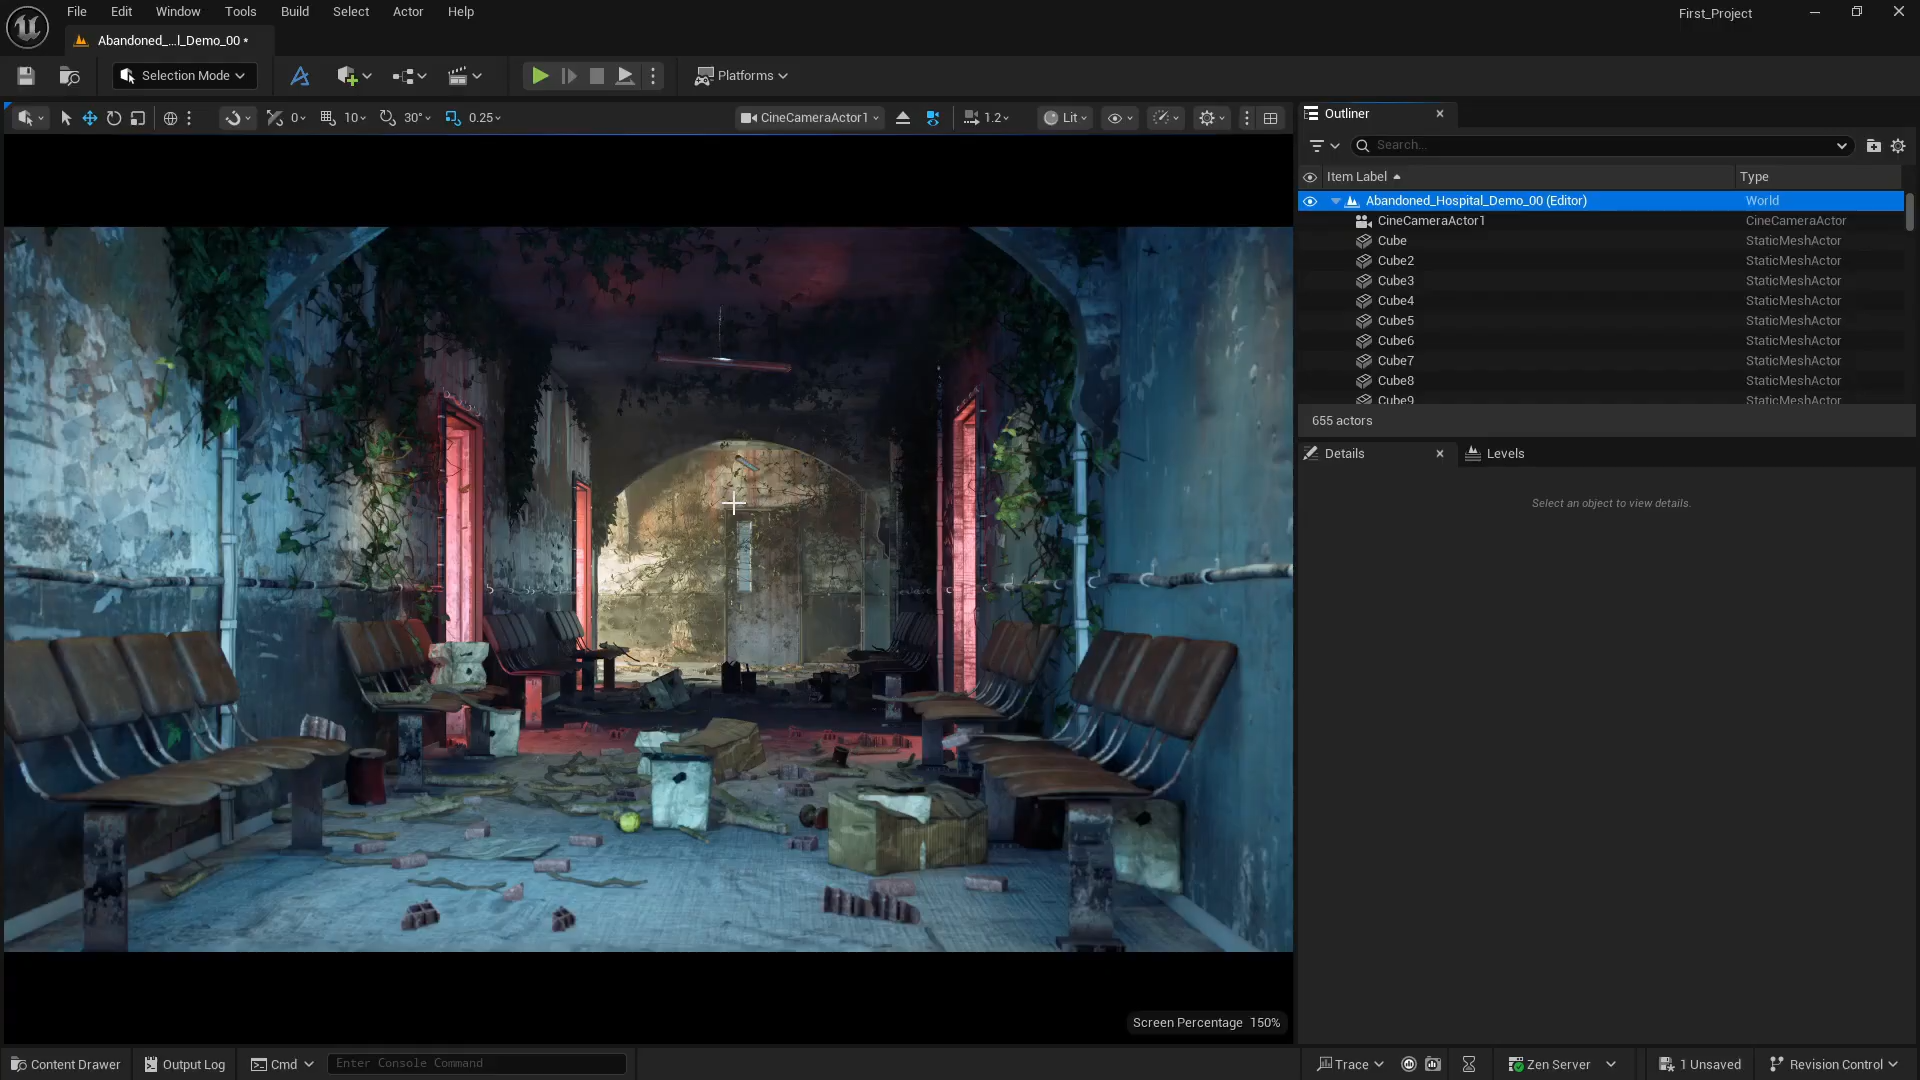 File Edit Window Tools Build Select Actor Help
First_Project
Abandoned_...l_Demo_00 *
Selection Mode
Platforms
0 10 30° 0.25
CineCameraActor1
1.2
Lit
Outliner
Search...
Item Label Type
Abandoned_Hospital_Demo_00 (Editor) World
CineCameraActor1 CineCameraActor
Cube StaticMeshActor
Cube2 StaticMeshActor
Cube3 StaticMeshActor
Cube4 StaticMeshActor
Cube5 StaticMeshActor
Cube6 StaticMeshActor
Cube7 StaticMeshActor
Cube8 StaticMeshActor
Cube9 StaticMeshActor
655 actors
Details Levels
Select an object to view details.
Screen Percentage 150%
Content Drawer Output Log Cmd Enter Console Command
Trace Zen Server 1 Unsaved Revision Control